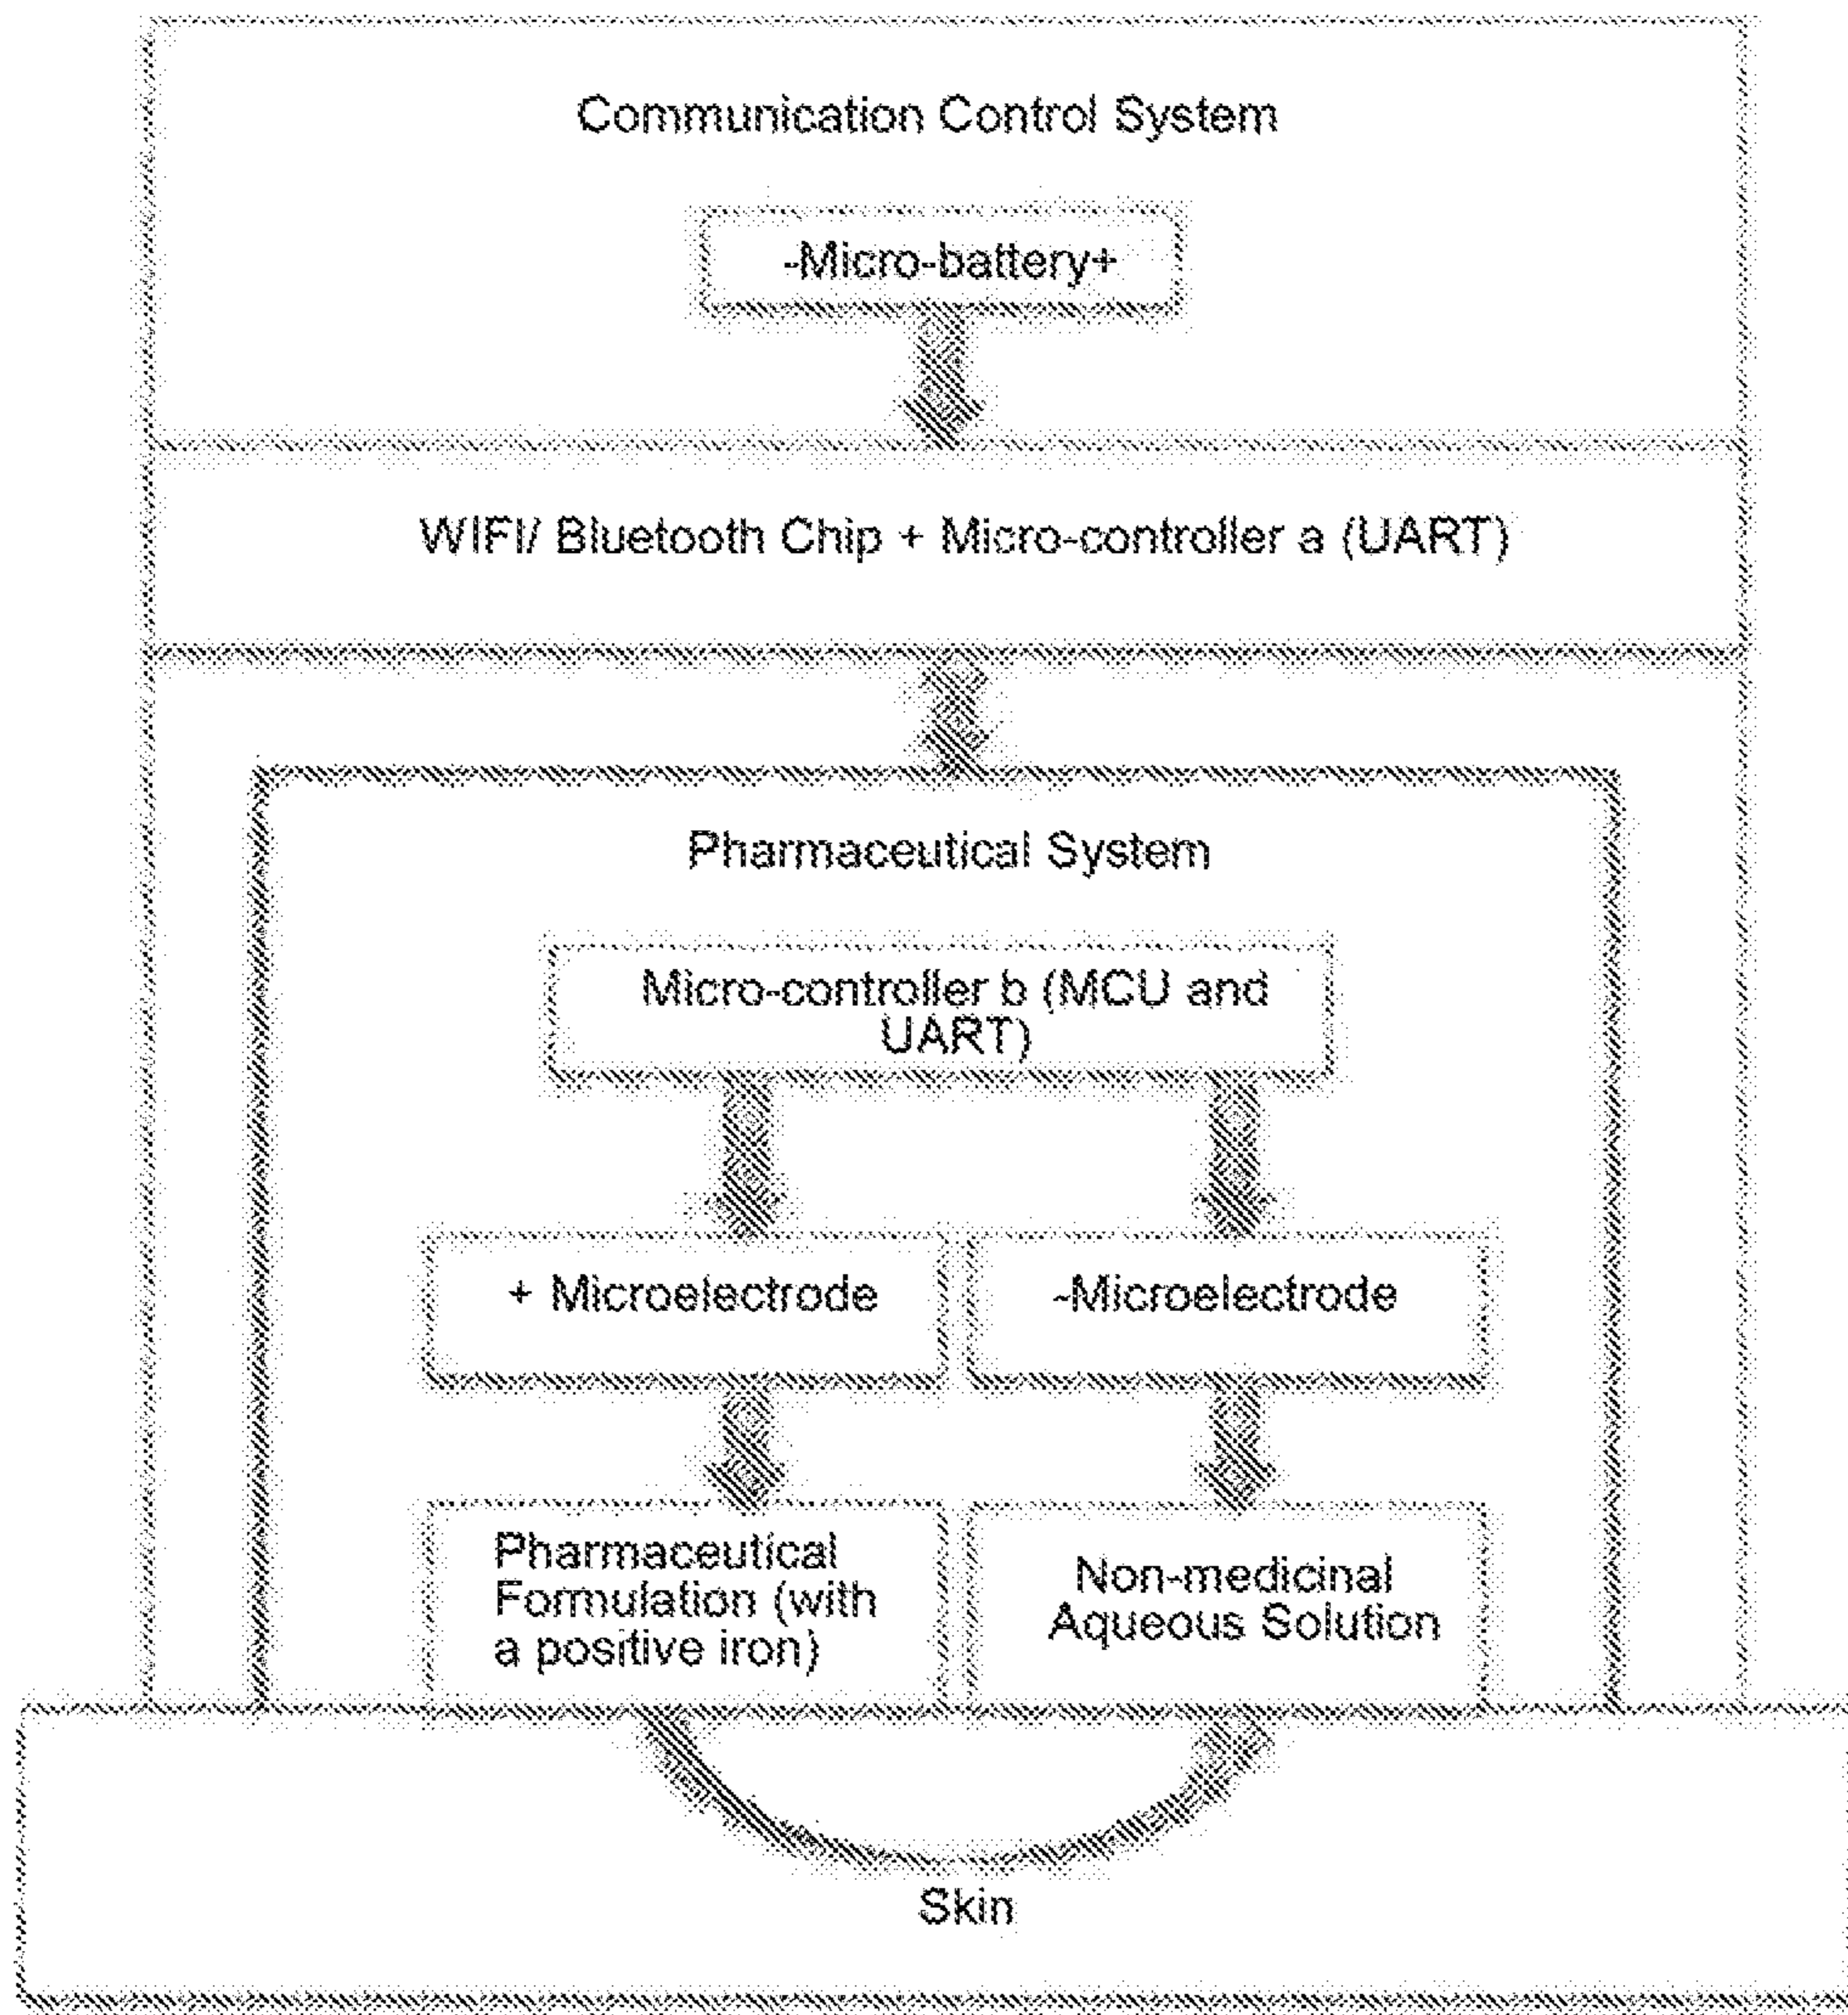 Communication Control System
-Micro-battery+
WIFI/ Bluetooth Chip + Micro-controller a (UART)
Pharmaceutical System
Micro-controller b (MCU and
UART)
+ Microelectrode
-Microelectrode
Pharmaceutical
Formulation (with
a positive iron)
Non-medicinal
Aqueous Solution
Skin